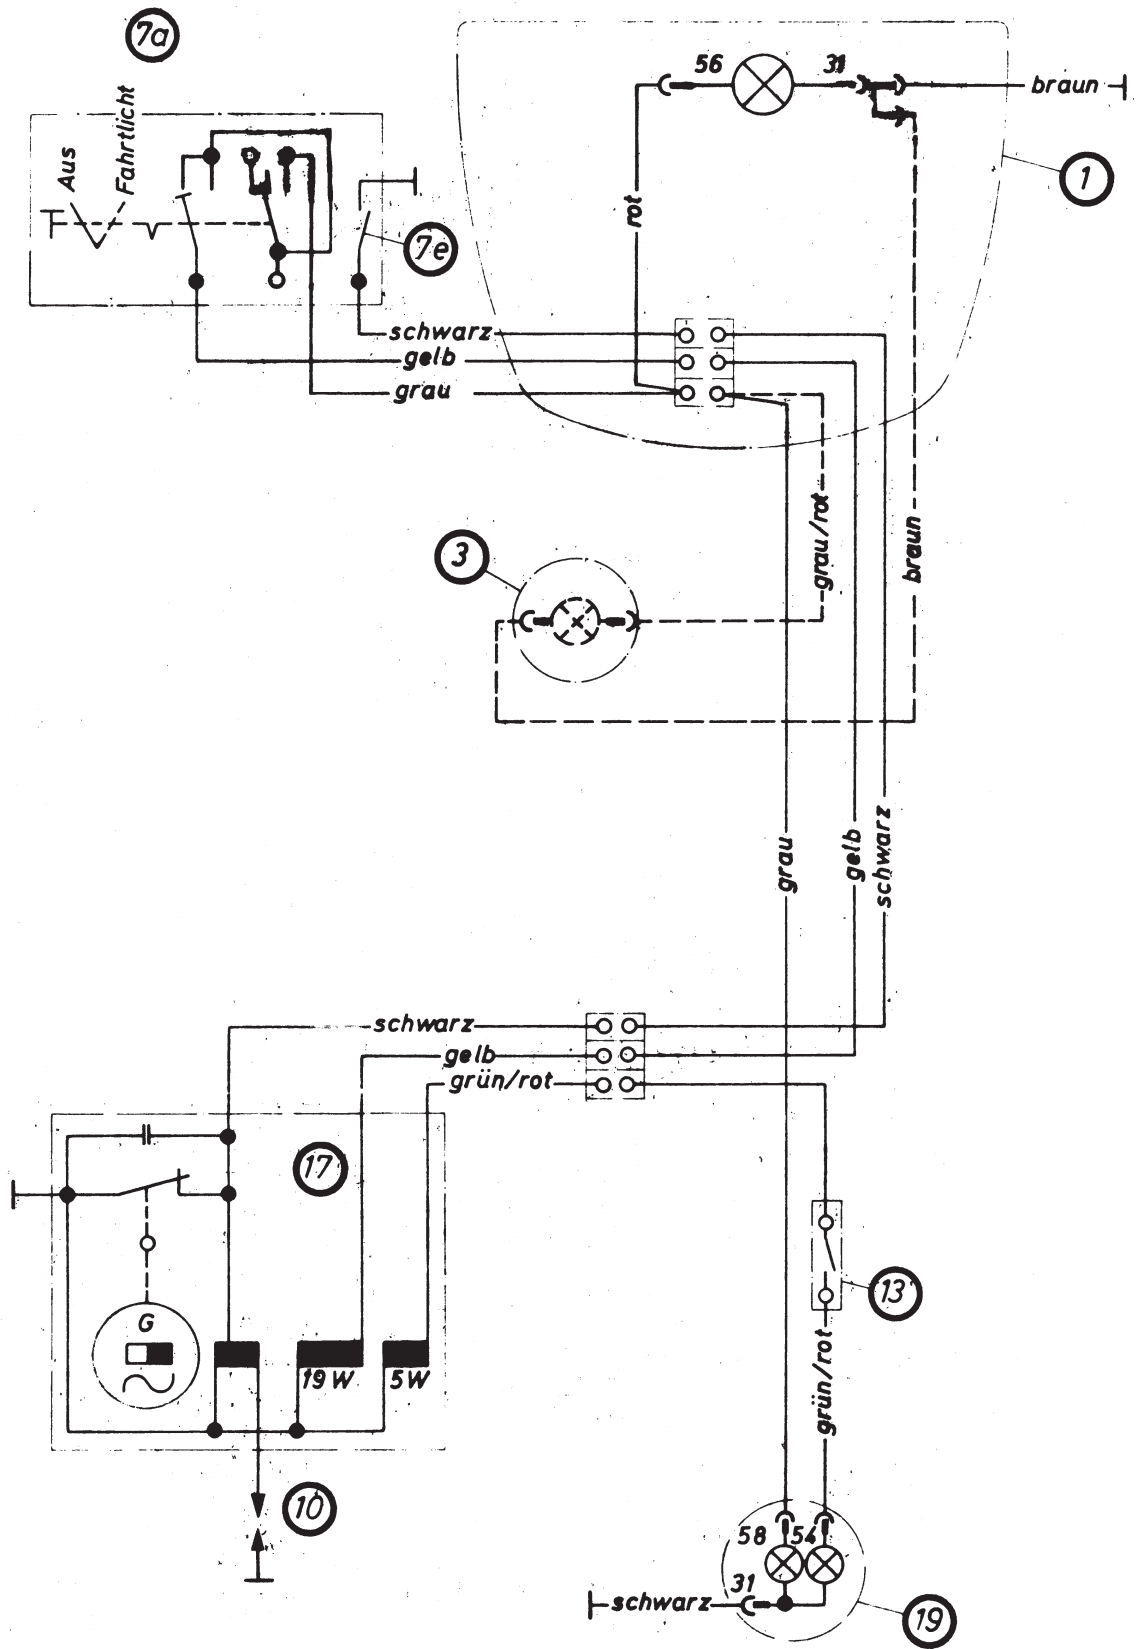 7a
Aus
Fahrtlicht
7e
56
31
braun
1
rot
schwarz
gelb
grau
grau/rot
braun
3
grau
gelb
schwarz
schwarz
gelb
grün/rot
17
13
G
19 W
5 W
grün/rot
10
58
54
31
schwarz
19